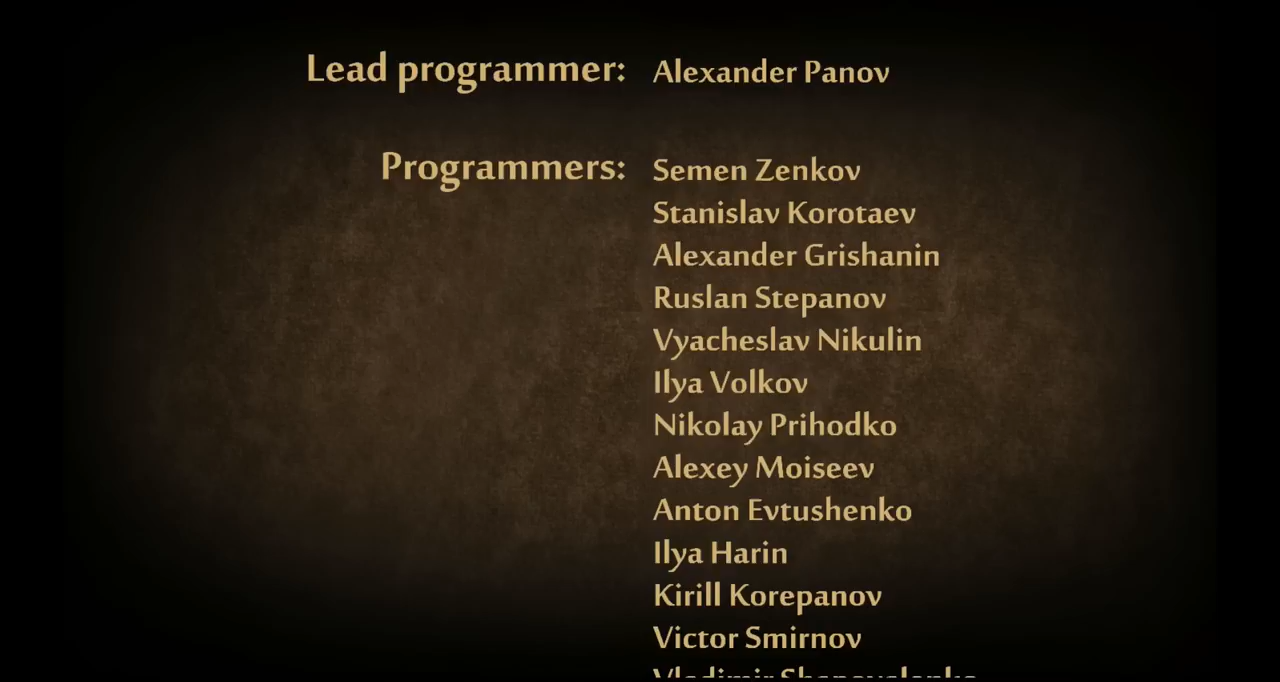 Lead programmer: Alexander Panov
Programmers: Semen Zenkov
Stanislav Korotaev
Alexander Grishanin
Ruslan Stepanov
Vyacheslav Nikulin
Ilya Volkov
Nikolay Prihodko
Alexey Moiseev
Anton Evtushenko
Ilya Harin
Kirill Korepanov
Victor Smirnov
Vladimir